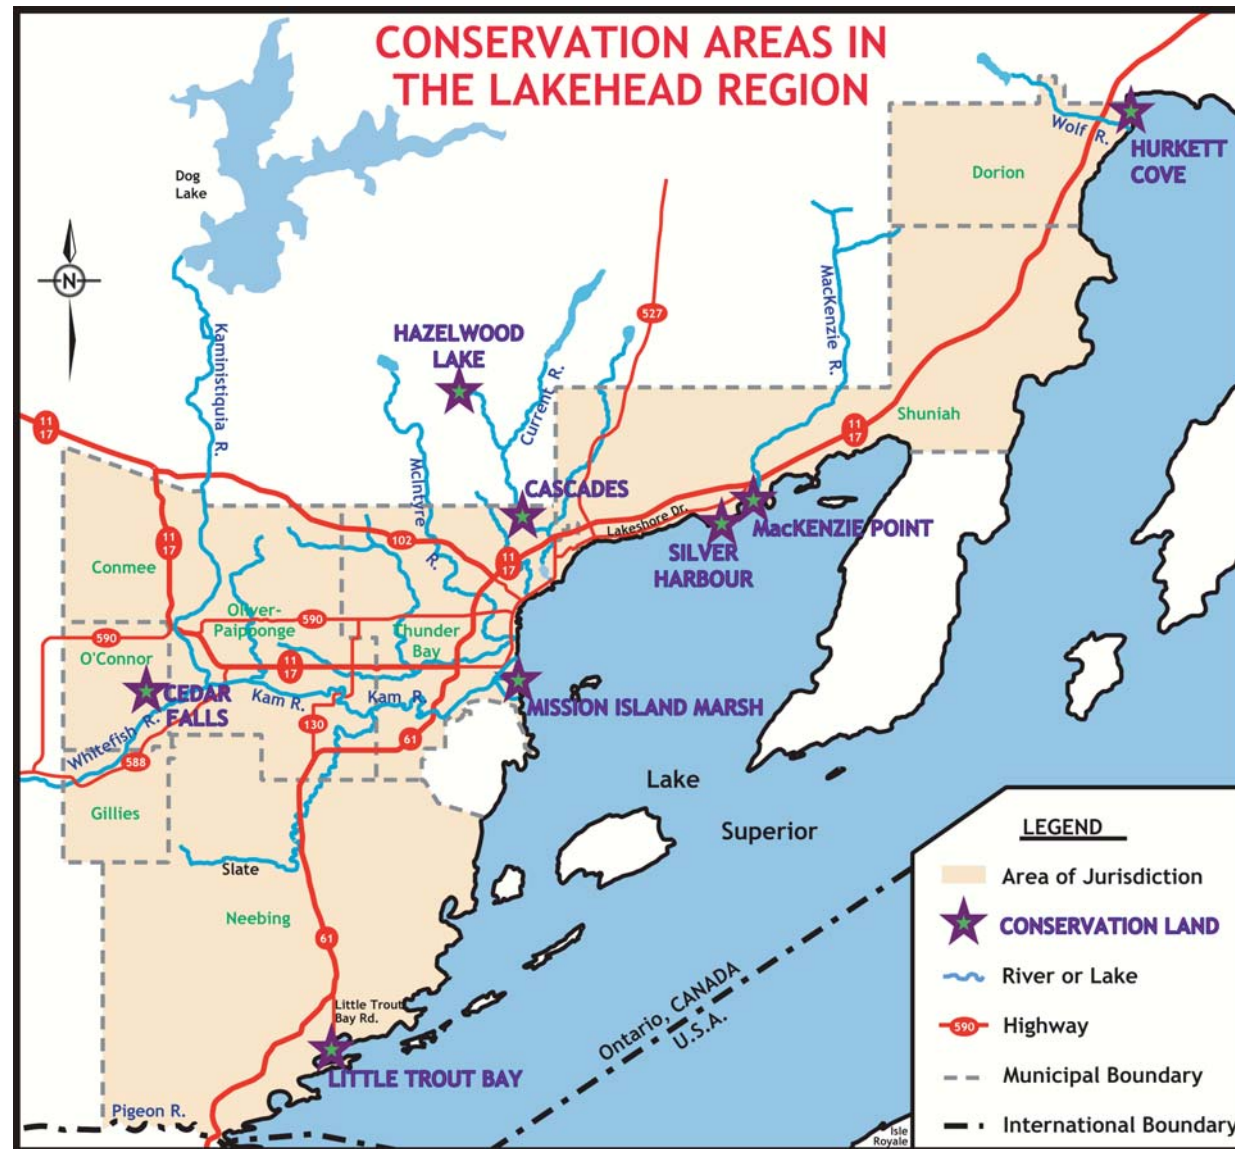 CONSERVATION AREAS IN
THE LAKEHEAD REGION
Dog
Lake
N
Wolf R.
HURKETT
COVE
Dorion
527
MacKenzie R.
HAZELWOOD
LAKE
Kaministiquia R.
Current R.
McIntyre
R.
11
17
Shuniah
11
17
CASCADES
Lakeshore Dr.
MacKENZIE POINT
SILVER
HARBOUR
102
11
17
11
17
Conmee
Oliver-
Paipoonge
590
Thunder
Bay
590
O'Connor
11
17
CEDAR
FALLS
Kam R.
Kam R.
MISSION ISLAND MARSH
Whitefish R.
130
61
588
Gillies
Lake
Superior
Slate
Neebing
61
Little Trout
Bay Rd.
LITTLE TROUT BAY
Pigeon R.
Ontario, CANADA
U.S.A.
Isle
Royale
LEGEND
Area of Jurisdiction
CONSERVATION LAND
River or Lake
590
Highway
Municipal Boundary
International Boundary